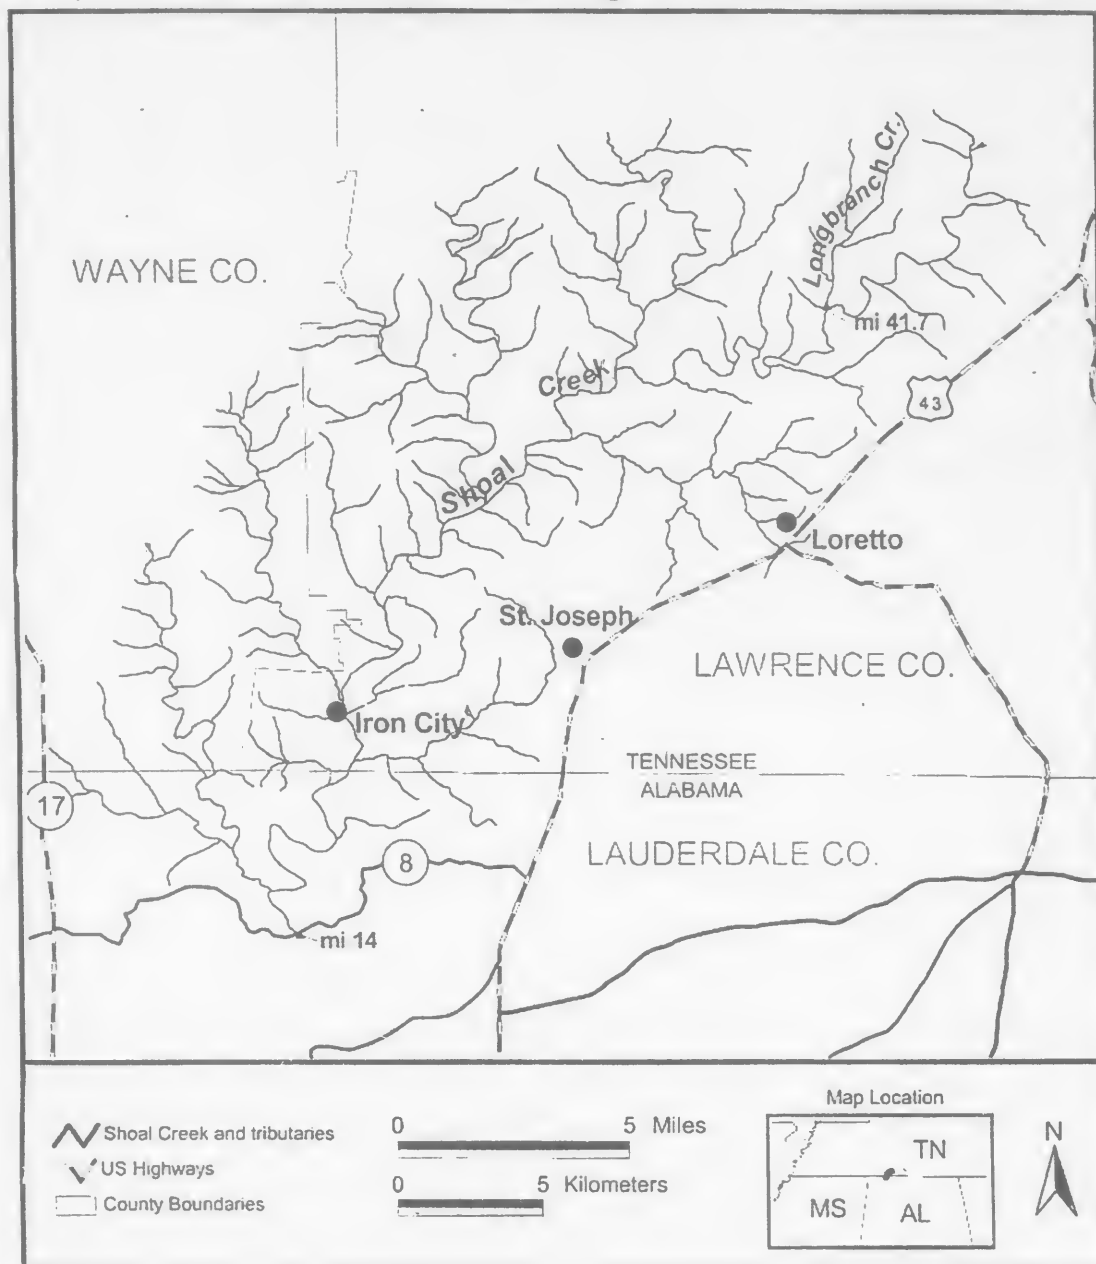 Longbranch Cr.
WAYNE CO.
mi 41.7
Creek
43
Shoal
Loretto
St. Joseph
LAWRENCE CO.
Iron City
TENNESSEE
ALABAMA
17
8
LAUDERDALE CO.
mi 14
Map Location
0 5 Miles
Shoal Creek and tributaries
N
TN
US Highways
0 5 Kilometers
County Boundaries
MS AL